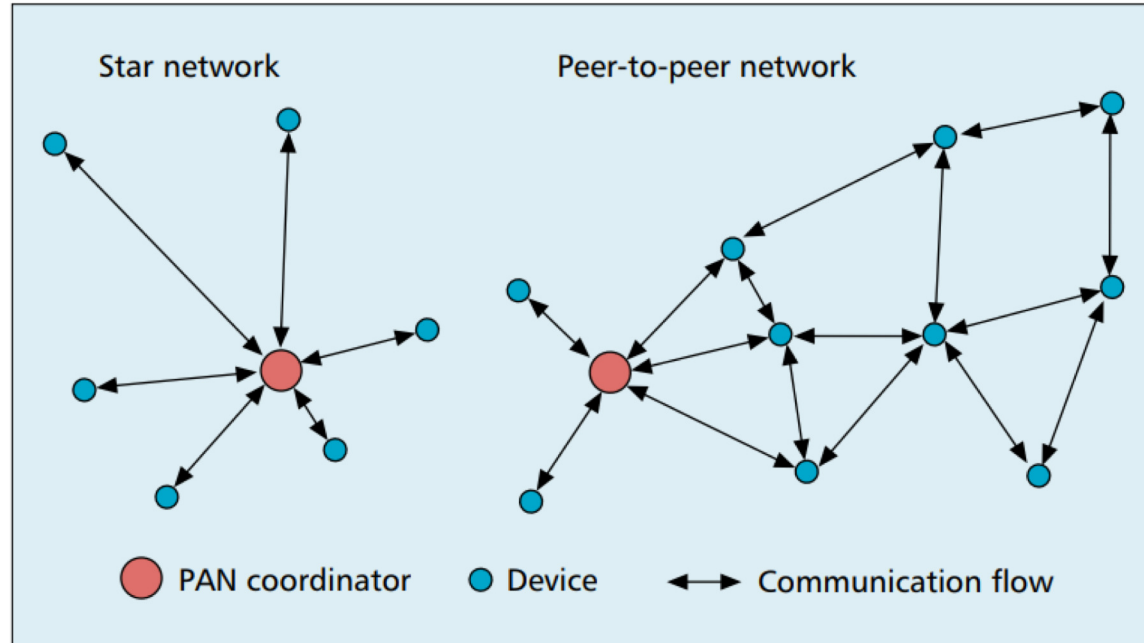 Star network
Peer-to-peer network
PAN coordinator
Device
Communication flow